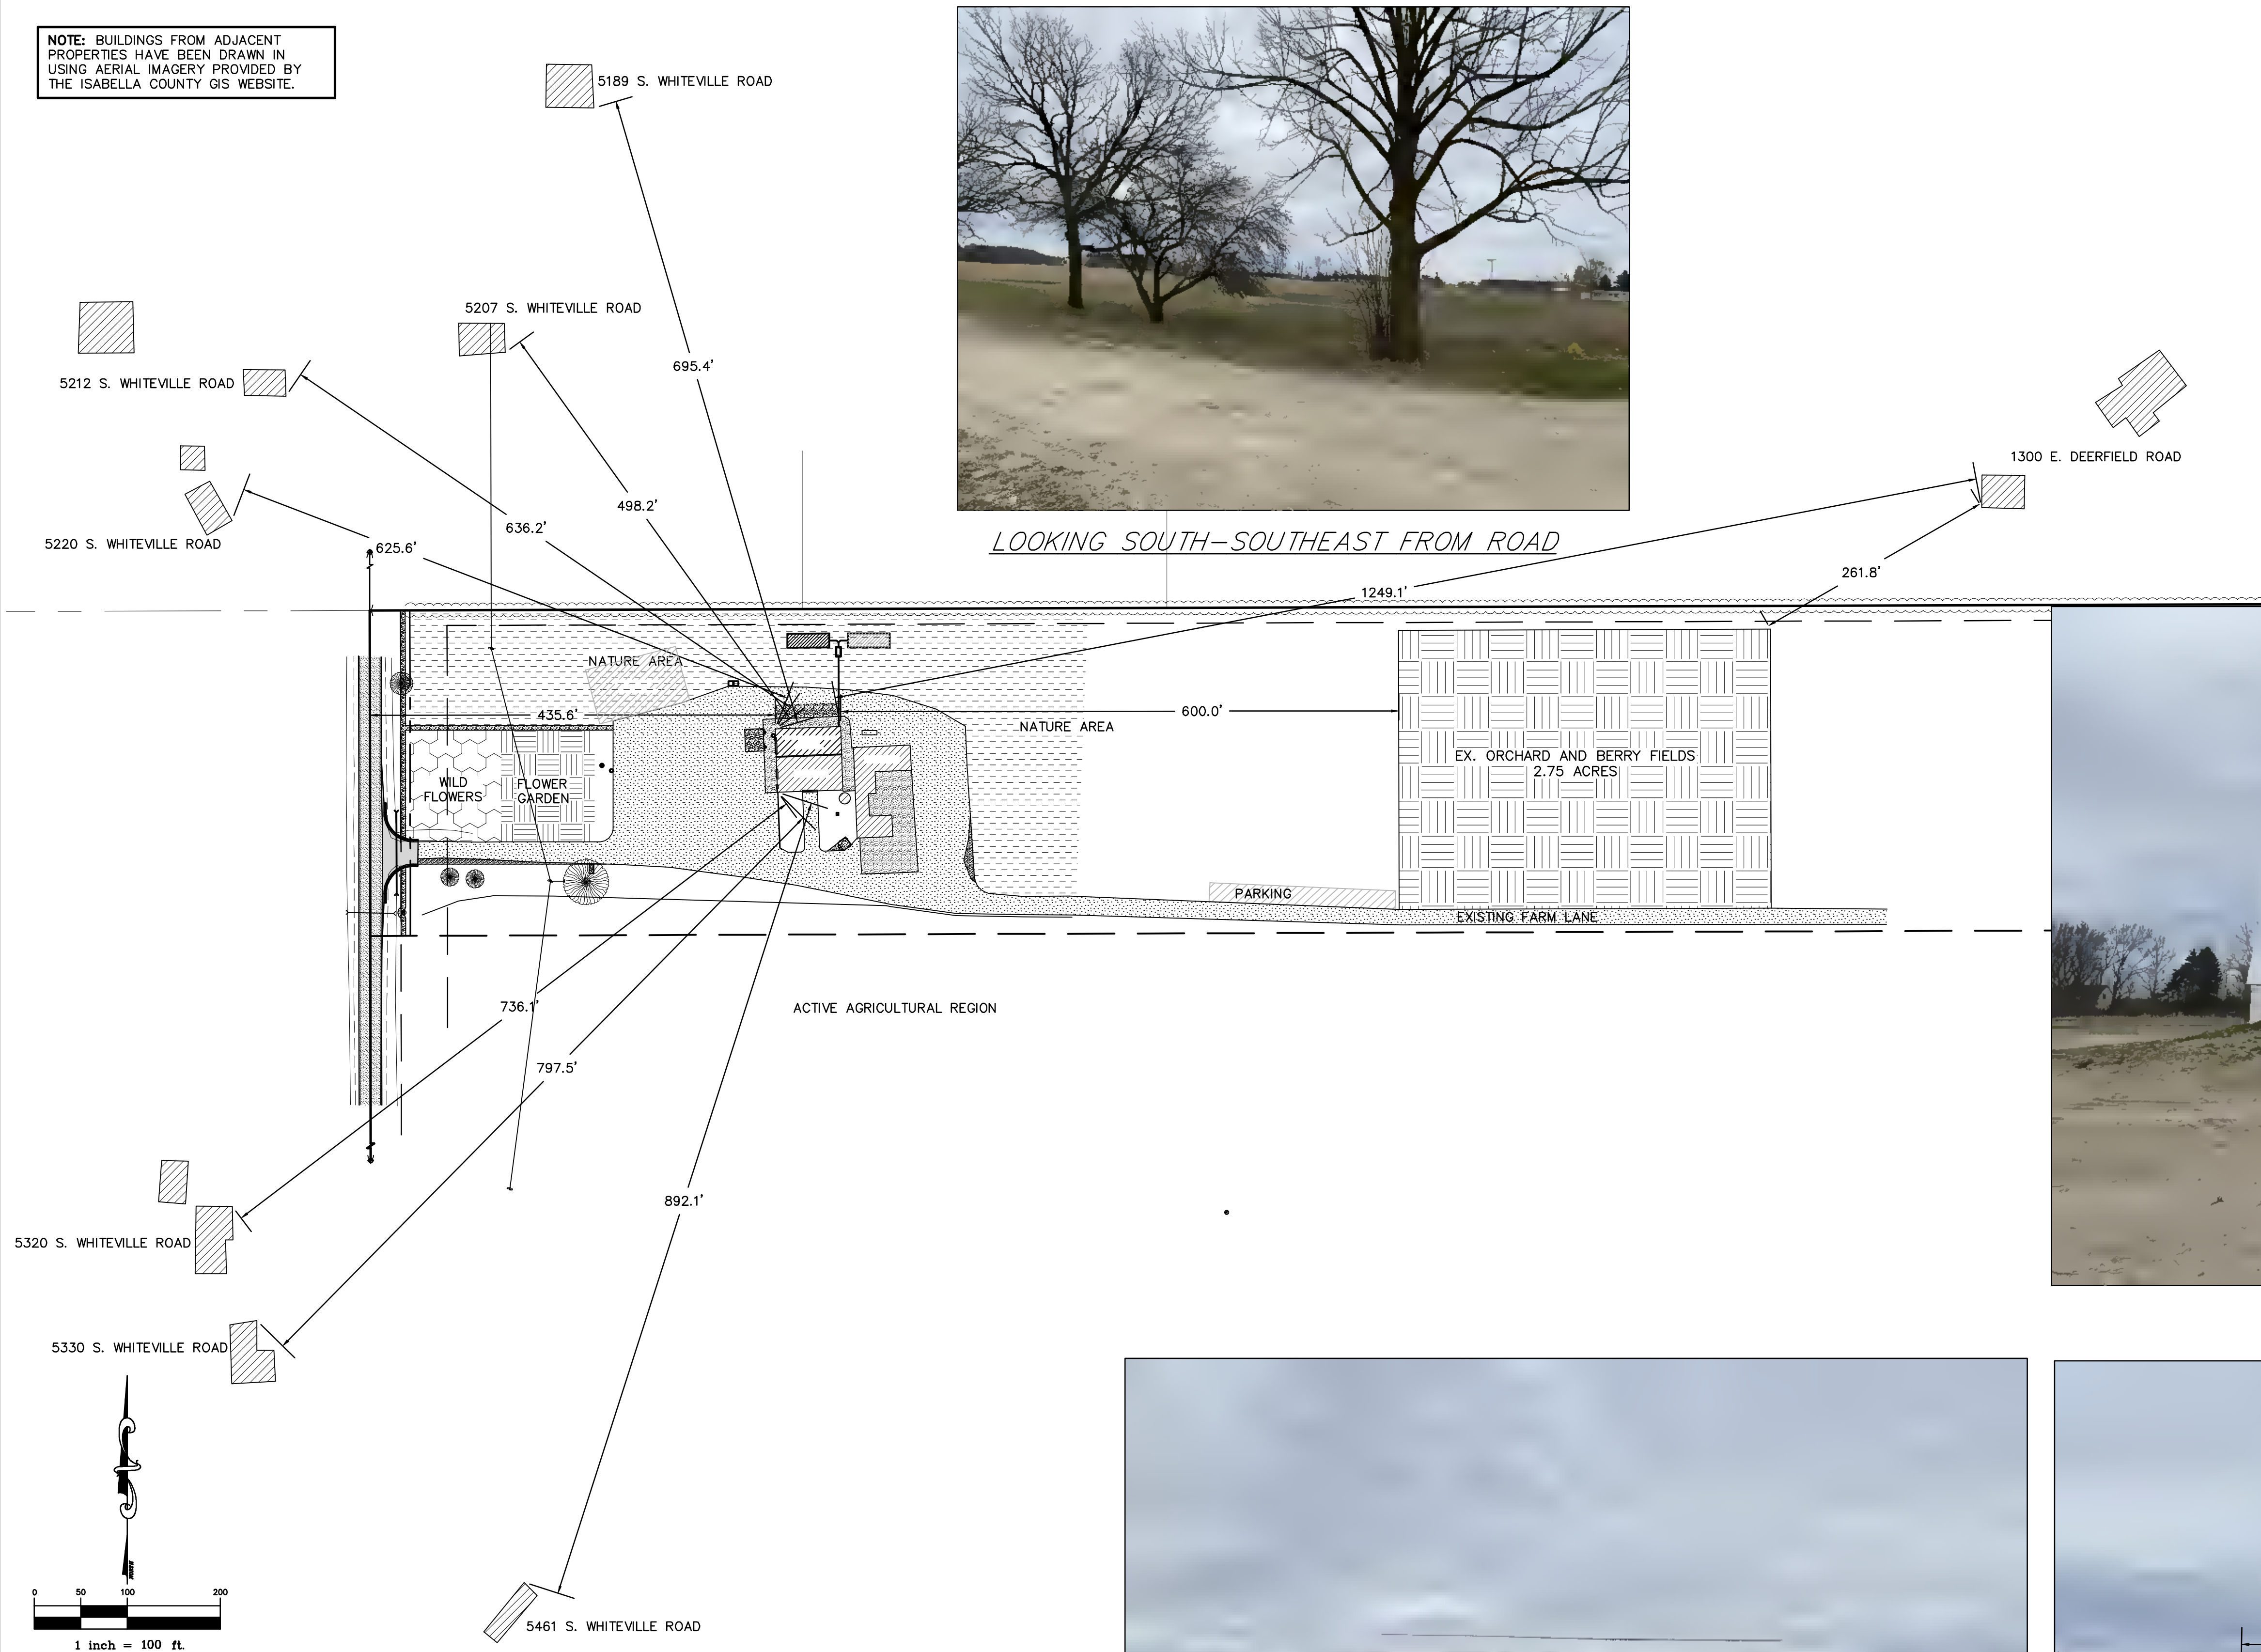 NOTE: BUILDINGS FROM ADJACENT
PROPERTIES HAVE BEEN DRAWN IN
USING AERIAL IMAGERY PROVIDED BY
THE ISABELLA COUNTY GIS WEBSITE.
5189 S. WHITEVILLE ROAD
5207 S. WHITEVILLE ROAD
695.4'
5212 S. WHITEVILLE ROAD
1300 E. DEERFIELD ROAD
498.2'
636.2'
5220 S. WHITEVILLE ROAD
625.6'
LOOKING SOUTH-SOUTHEAST FROM ROAD
261.8'
1249.1'
NATURE AREA
435.6'
600.0'
NATURE AREA
EX. ORCHARD AND BERRY FIELDS
2.75 ACRES
WILD
FLOWERS
FLOWER
GARDEN
PARKING
EXISTING FARM LANE
736.1'
ACTIVE AGRICULTURAL REGION
797.5'
892.1'
5320 S. WHITEVILLE ROAD
5330 S. WHITEVILLE ROAD
0 50 100 200
1 inch = 100 ft.
5461 S. WHITEVILLE ROAD